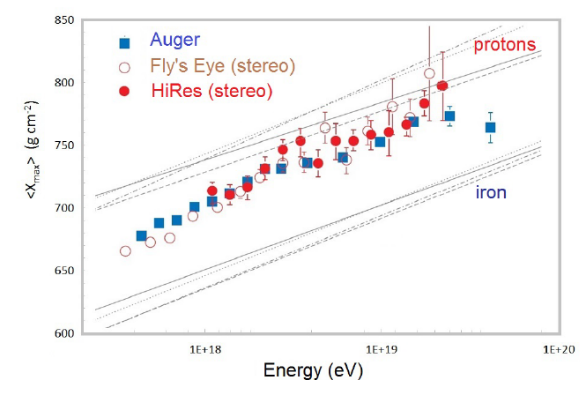 850
800
750
700
650
600
<Xmax> (g cm-2)
Auger
Fly's Eye (stereo)
HiRes (stereo)
protons
iron
1E+18
1E+19
1E+20
Energy (eV)